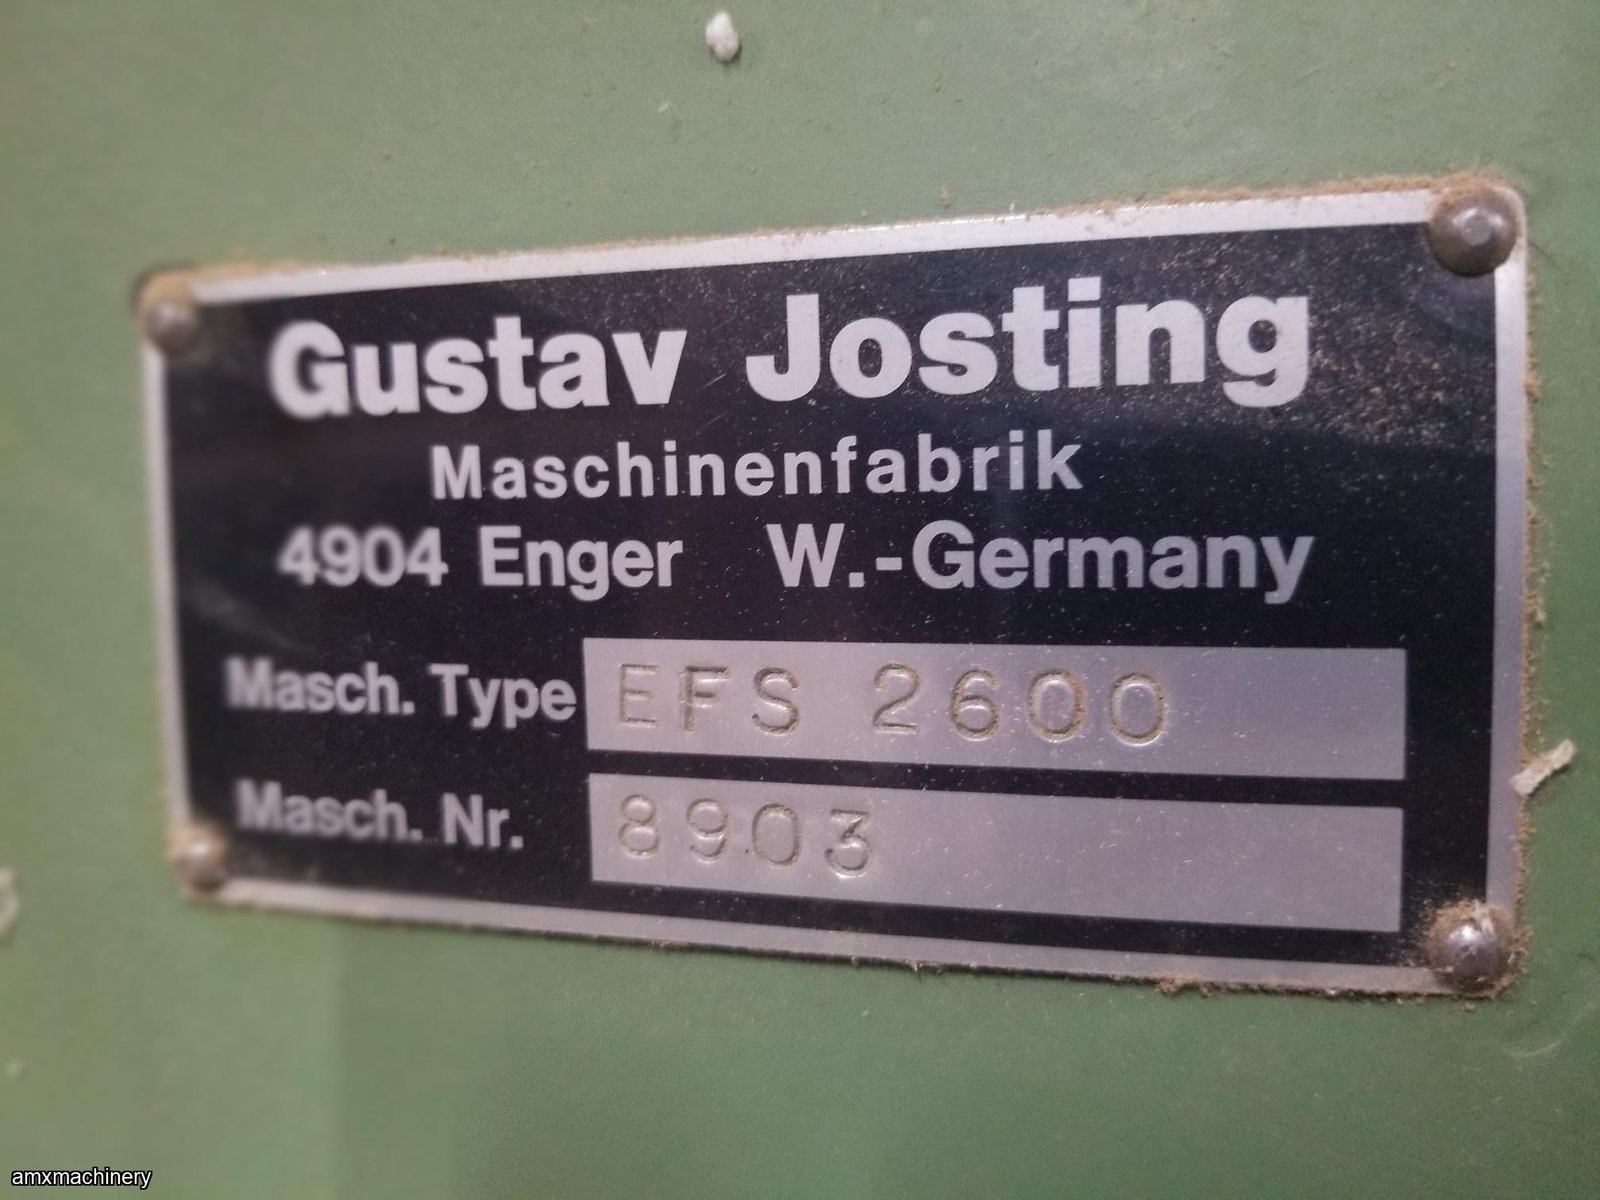 Gustav Josting
Maschinenfabrik
4904 Enger W.-Germany
Masch. Type EFS 2600
Masch. Nr. 8903
amxmachinery